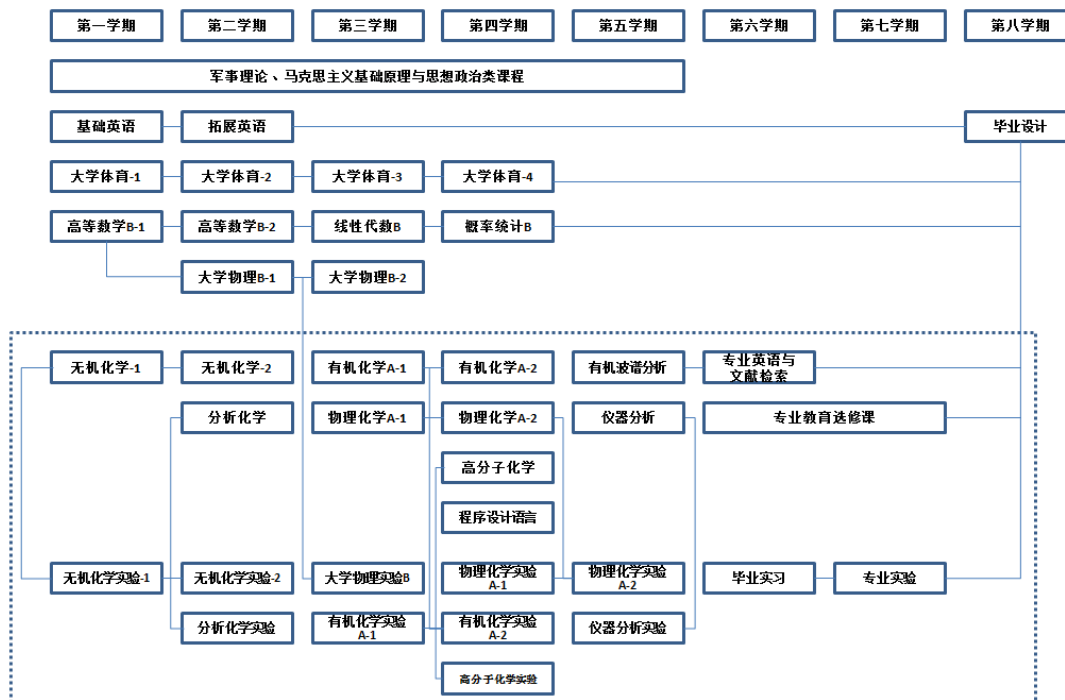 第一学期
第二学期
第三学期
第四学期
第五学期
第六学期
第七学期
第八学期
军事理论、马克思主义基础原理与思想政治类课程
基础英语
拓展英语
毕业设计
大学体育-1
大学体育-2
大学体育-3
大学体育-4
高等数学B-1
高等数学B-2
线性代数B
概率统计B
大学物理B-1
大学物理B-2
无机化学-1
无机化学-2
有机化学A-1
有机化学A-2
有机波谱分析
专业英语与
文献检索
分析化学
物理化学A-1
物理化学A-2
仪器分析
专业教育选修课
高分子化学
程序设计语言
无机化学实验-1
无机化学实验-2
大学物理实验B
物理化学实验
A-1
物理化学实验
A-2
毕业实习
专业实验
分析化学实验
有机化学实验
A-1
有机化学实验
A-2
仪器分析实验
高分子化学实验